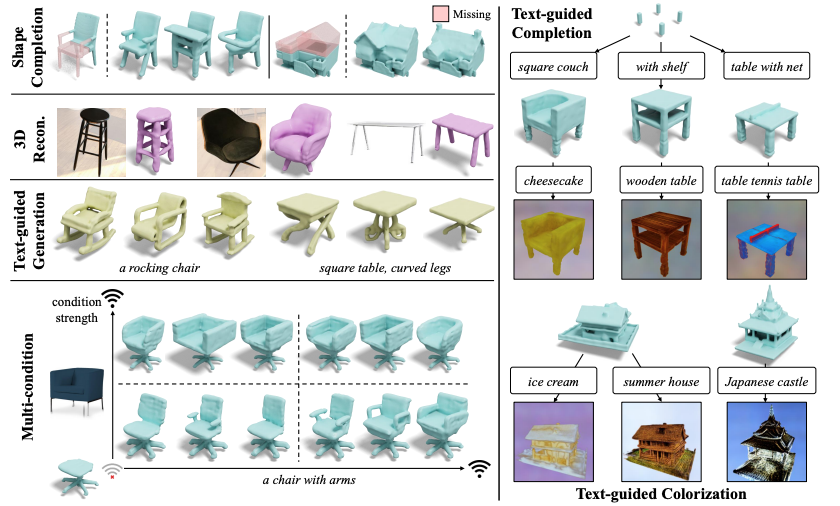 Missing
Shape
Completion
3D
Recon.
Text-guided
Generation
a rocking chair
square table, curved legs
Multi-condition
condition
strength
a chair with arms
Text-guided
Completion
square couch
with shelf
table with net
cheesecake
wooden table
table tennis table
ice cream
summer house
Japanese castle
Text-guided Colorization